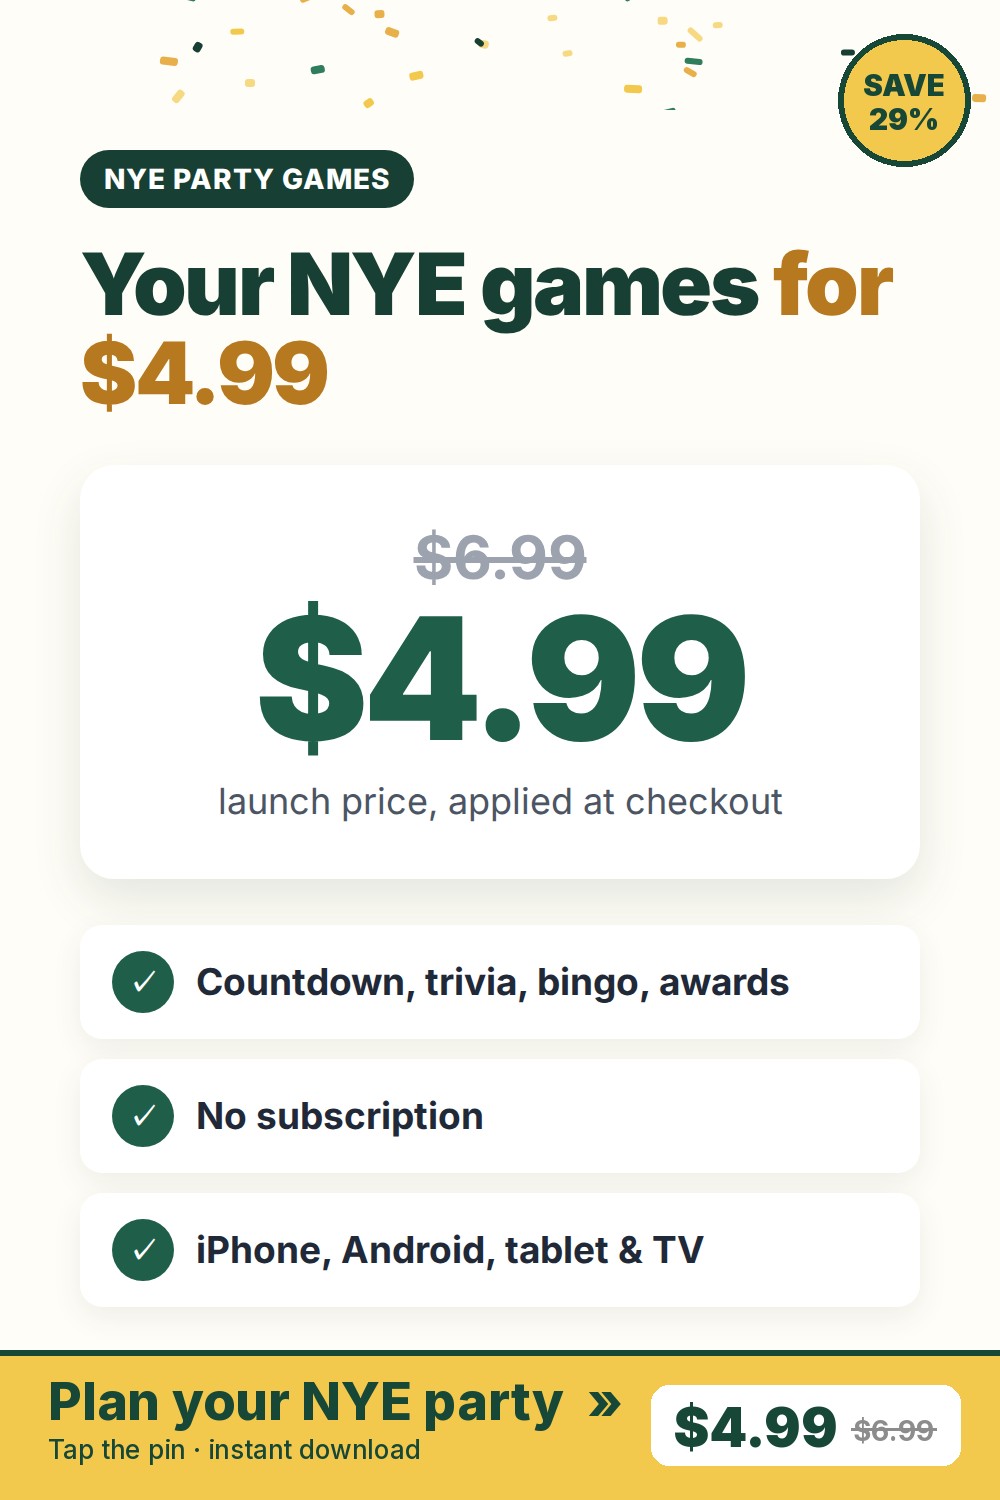 SAVE
29%
NYE PARTY GAMES
Your NYE games for
$4.99
$6.99
$4.99
launch price, applied at checkout
✓ Countdown, trivia, bingo, awards
✓ No subscription
✓ iPhone, Android, tablet & TV
Plan your NYE party »
Tap the pin · instant download
$4.99 $6.99